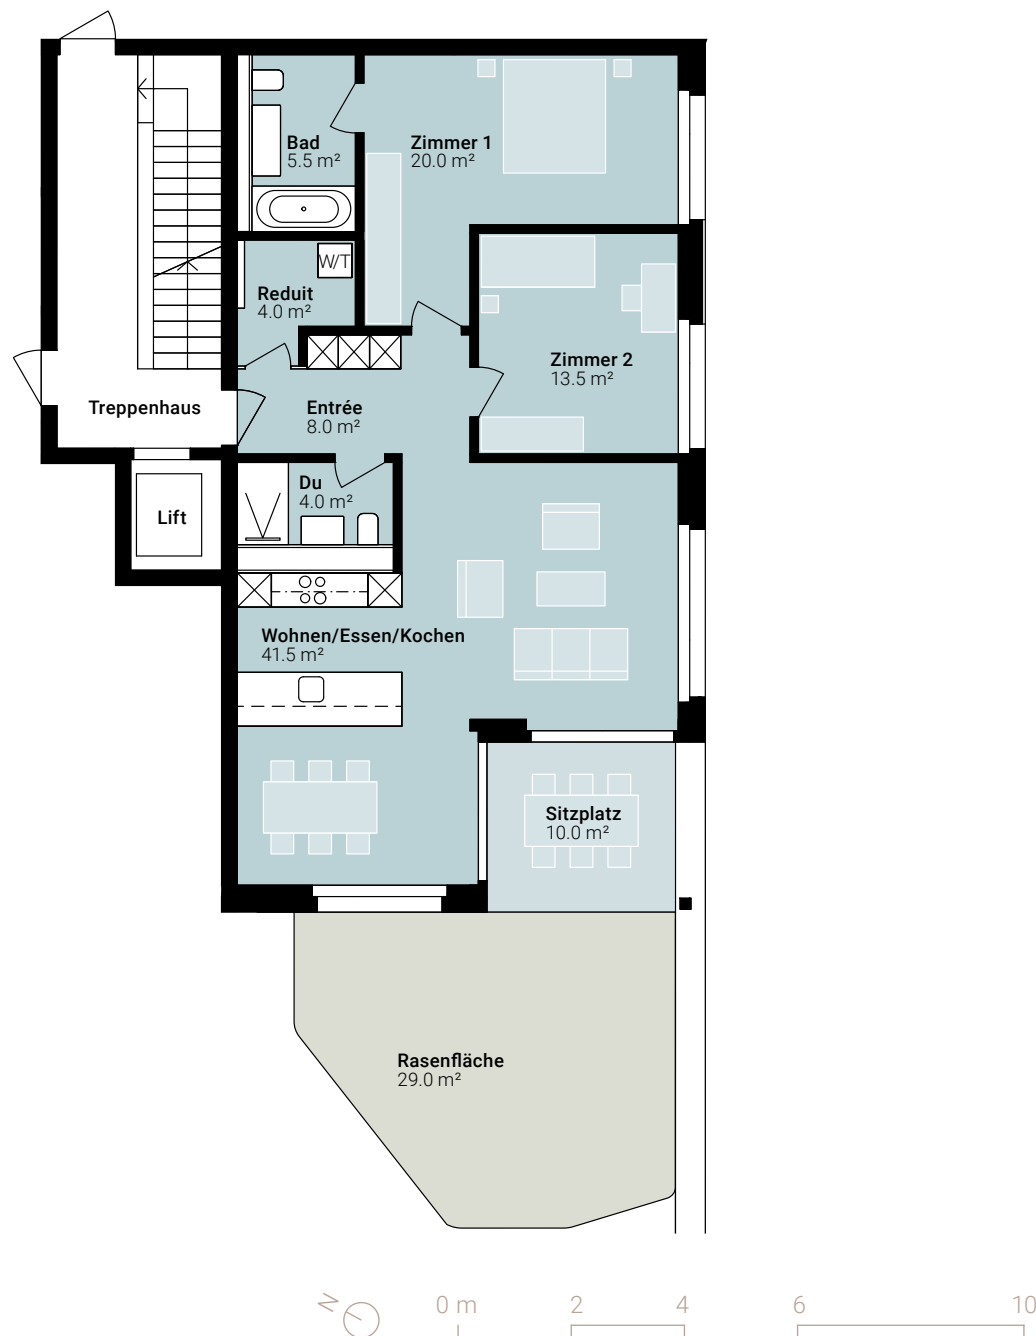 Bad
5.5 m²
Zimmer 1
20.0 m²
W/T
Reduit
4.0 m²
Zimmer 2
13.5 m²
Treppenhaus
Entrée
8.0 m²
Du
4.0 m²
Lift
Wohnen/Essen/Kochen
41.5 m²
Sitzplatz
10.0 m²
Rasenfläche
29.0 m²
N
0 m 2 4 6 10